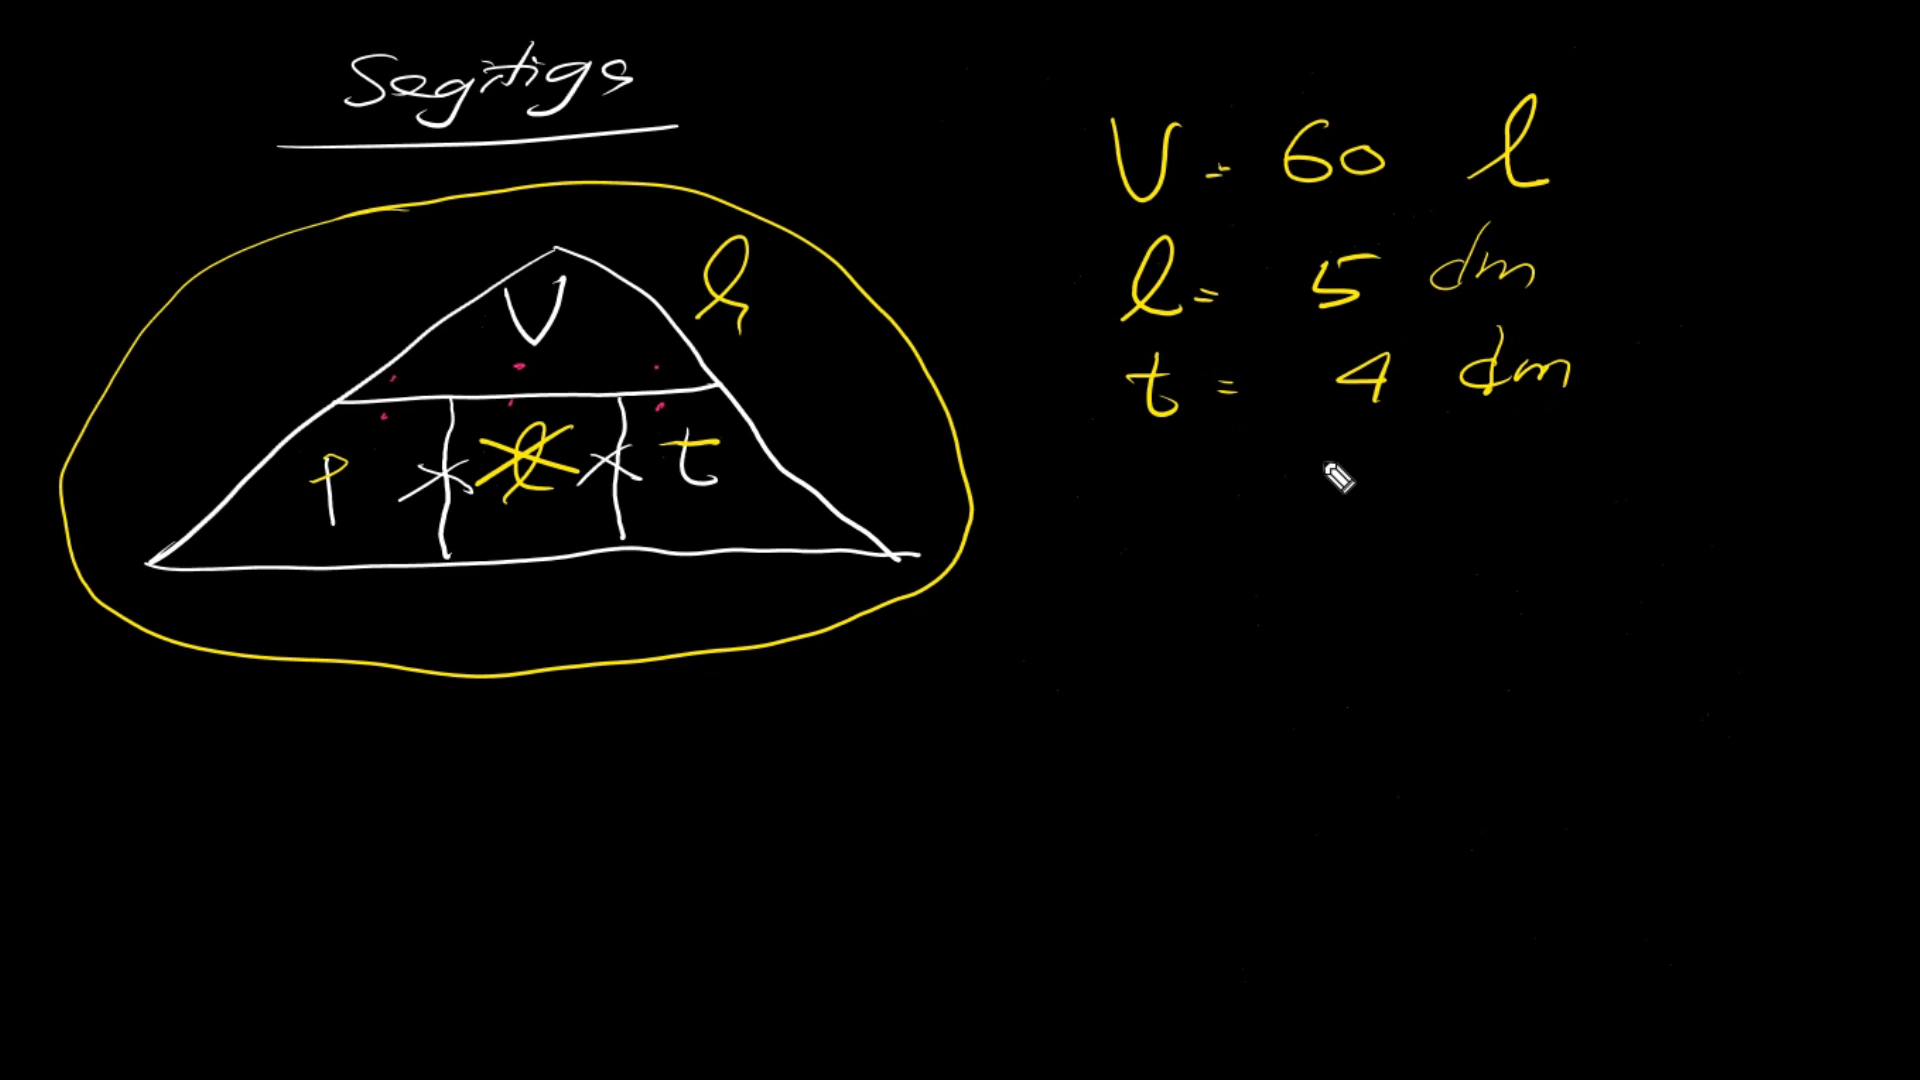 Segitiga
V = 60 l
l
V
l = 5 dm
t = 4 dm
p * l * t